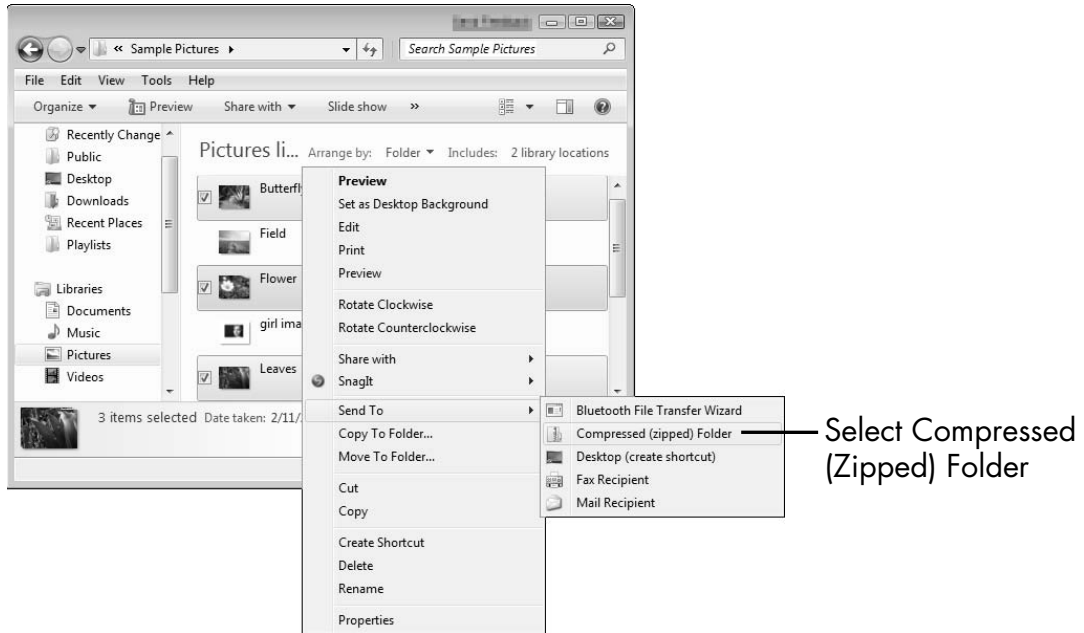 « Sample Pictures
Search Sample Pictures
File Edit View Tools Help
Organize Preview Share with Slide show »
Recently Change
Public
Desktop
Downloads
Recent Places
Playlists
Libraries
Documents
Music
Pictures
Videos
Pictures li... Arrange by: Folder Includes: 2 library locations
Butterfl
Field
Flower
girl ima
Leaves
3 items selected Date taken: 2/11/
Preview
Set as Desktop Background
Edit
Print
Preview
Rotate Clockwise
Rotate Counterclockwise
Share with
SnagIt
Send To
Copy To Folder...
Move To Folder...
Cut
Copy
Create Shortcut
Delete
Rename
Properties
Bluetooth File Transfer Wizard
Compressed (zipped) Folder
Desktop (create shortcut)
Fax Recipient
Mail Recipient
Select Compressed
(Zipped) Folder